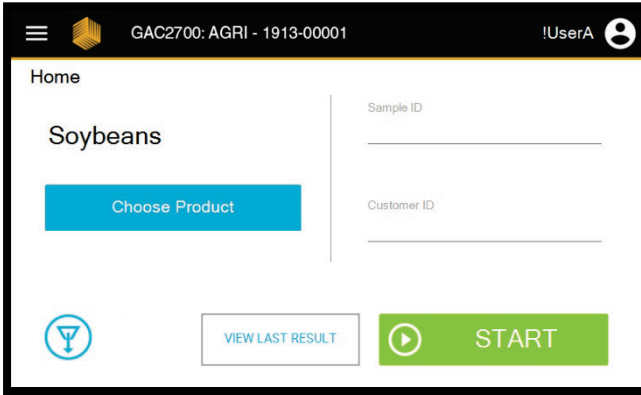 GAC2700: AGRI - 1913-00001
!UserA
Home
Soybeans
Choose Product
Sample ID
Customer ID
VIEW LAST RESULT
START